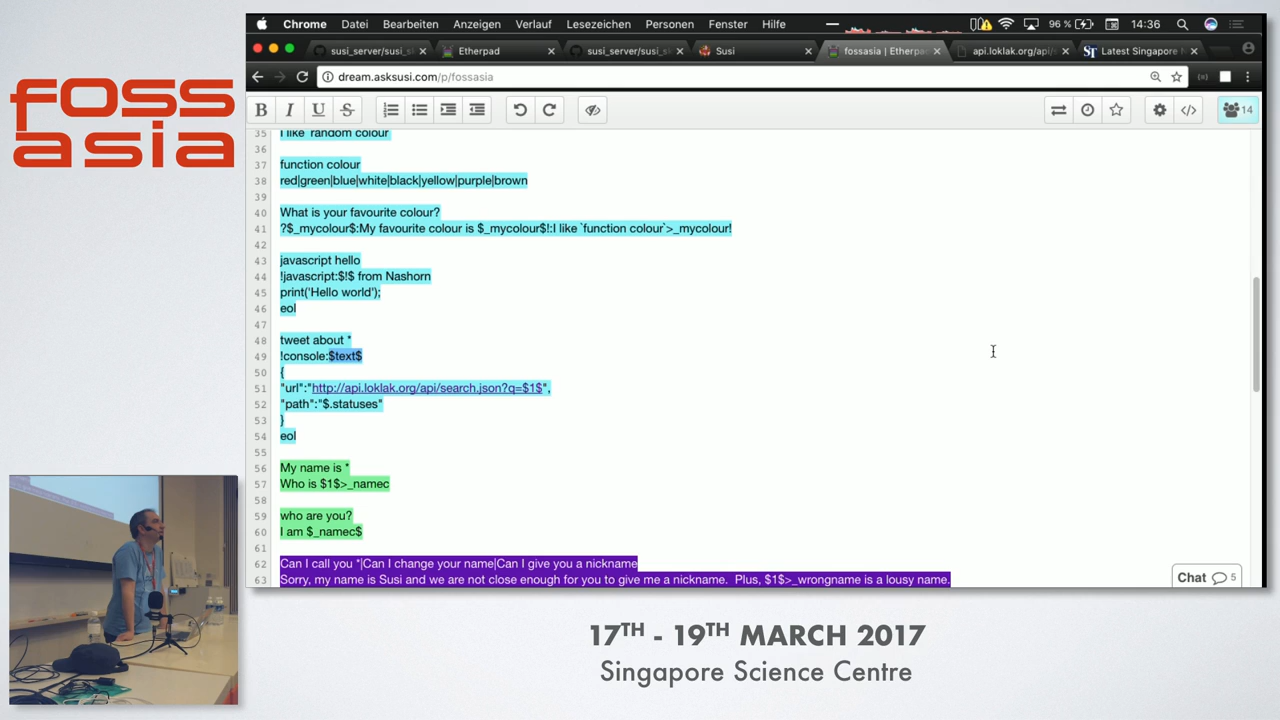 foss
asia
Chrome Datei Bearbeiten Anzeigen Verlauf Lesezeichen Personen Fenster Hilfe 96 % 14:36
susi_server/susi_s Etherpad susi_server/susi_s Susi fossasia | Etherpa api.loklak.org/api/ Latest Singapore N
dream.asksusi.com/p/fossasia
B I U S 14
35 I like `random colour`
36
37 function colour
38 red|green|blue|white|black|yellow|purple|brown
39
40 What is your favourite colour?
41 ?$_mycolour$:My favourite colour is $_mycolour$!:I like `function colour`>_mycolour!
42
43 javascript hello
44 !javascript:$!$ from Nashorn
45 print('Hello world');
46 eol
47
48 tweet about *
49 !console:$text$
50 {
51 "url":"http://api.loklak.org/api/search.json?q=$1$",
52 "path":"$.statuses"
53 }
54 eol
55
56 My name is *
57 Who is $1$>_namec
58
59 who are you?
60 I am $_namec$
61
62 Can I call you *|Can I change your name|Can I give you a nickname
63 Sorry, my name is Susi and we are not close enough for you to give me a nickname. Plus, $1$>_wrongname is a lousy name.
Chat 5
17TH - 19TH MARCH 2017
Singapore Science Centre